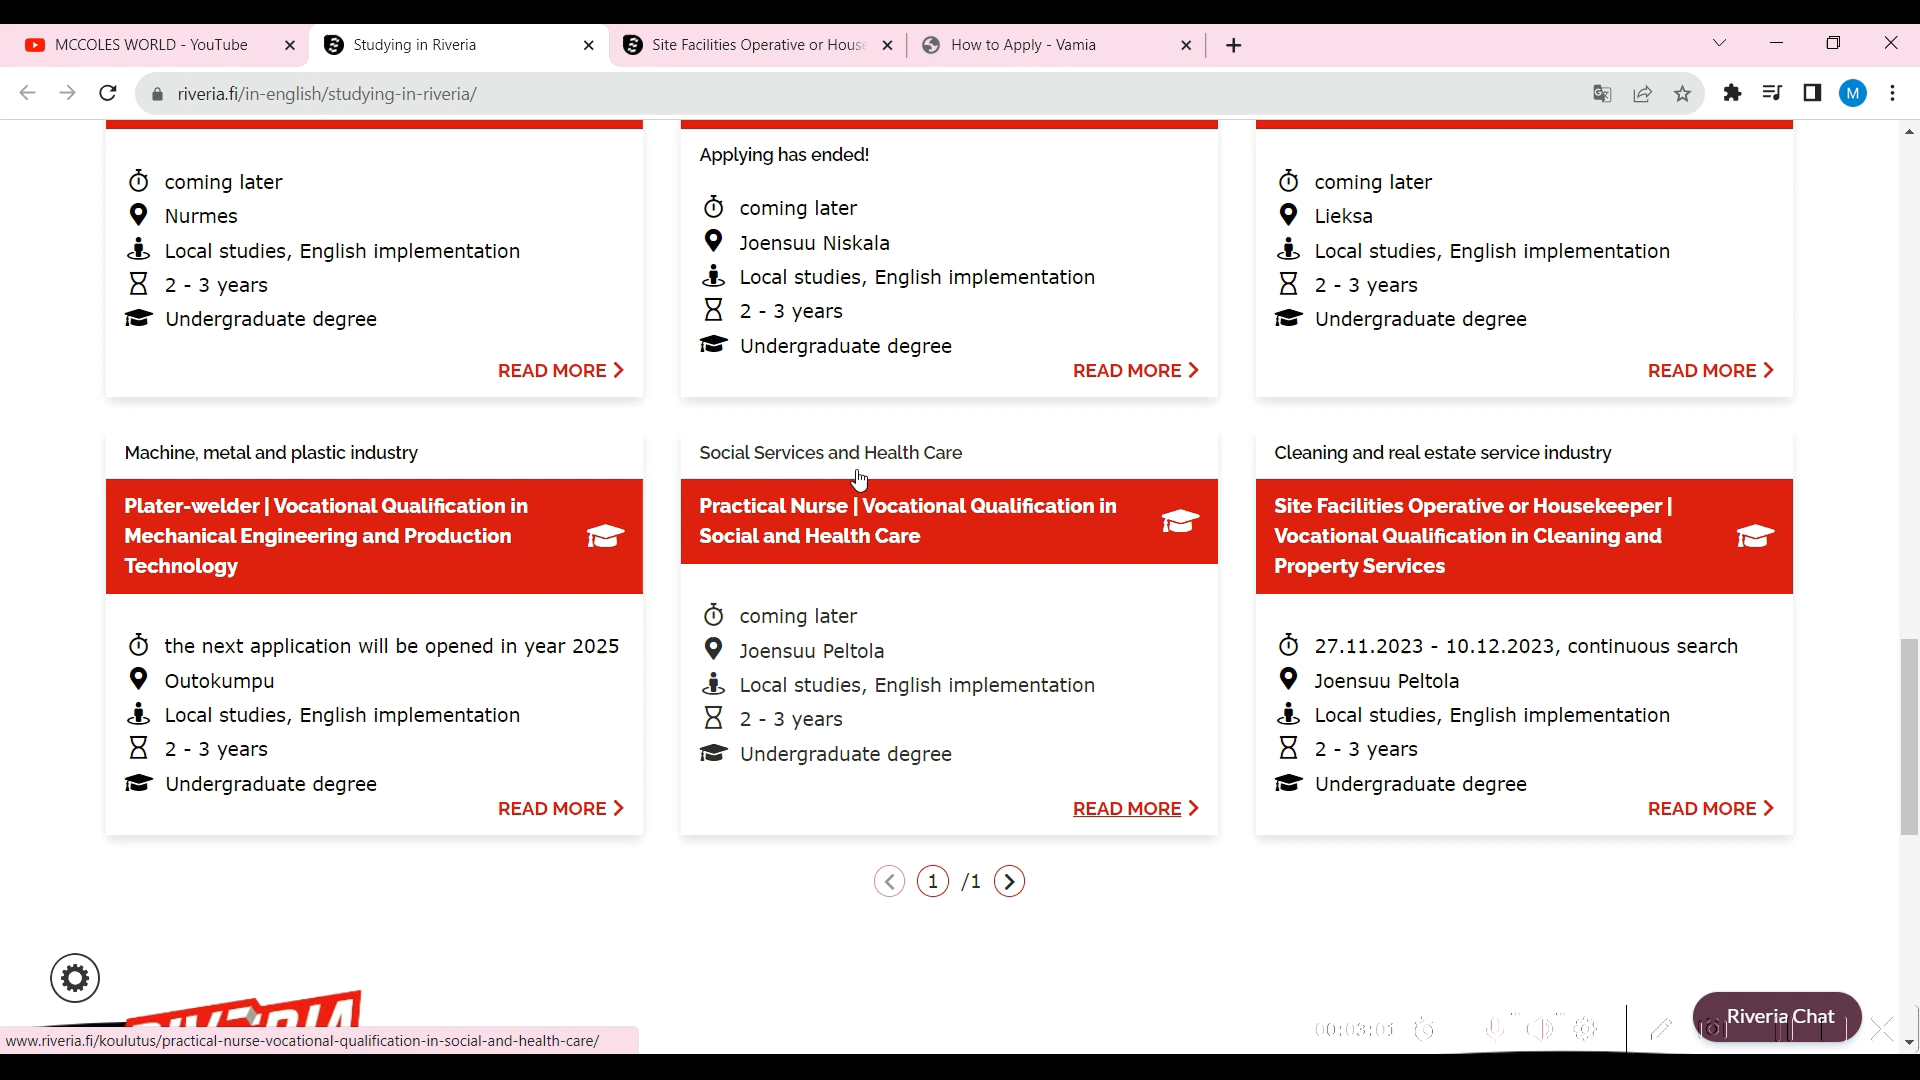 MCCOLES WORLD - YouTube
Studying in Riveria
Site Facilities Operative or House
How to Apply - Vamia
riveria.fi/in-english/studying-in-riveria/
M
coming later
Nurmes
Local studies, English implementation
2 - 3 years
Undergraduate degree
READ MORE
Applying has ended!
coming later
Joensuu Niskala
Local studies, English implementation
2 - 3 years
Undergraduate degree
READ MORE
coming later
Lieksa
Local studies, English implementation
2 - 3 years
Undergraduate degree
READ MORE
Machine, metal and plastic industry
Plater-welder | Vocational Qualification in
Mechanical Engineering and Production
Technology
the next application will be opened in year 2025
Outokumpu
Local studies, English implementation
2 - 3 years
Undergraduate degree
READ MORE
Social Services and Health Care
Practical Nurse | Vocational Qualification in
Social and Health Care
coming later
Joensuu Peltola
Local studies, English implementation
2 - 3 years
Undergraduate degree
READ MORE
Cleaning and real estate service industry
Site Facilities Operative or Housekeeper |
Vocational Qualification in Cleaning and
Property Services
27.11.2023 - 10.12.2023, continuous search
Joensuu Peltola
Local studies, English implementation
2 - 3 years
Undergraduate degree
READ MORE
1 /1
RIVERIA
www.riveria.fi/koulutus/practical-nurse-vocational-qualification-in-social-and-health-care/
00:03:01
Riveria Chat